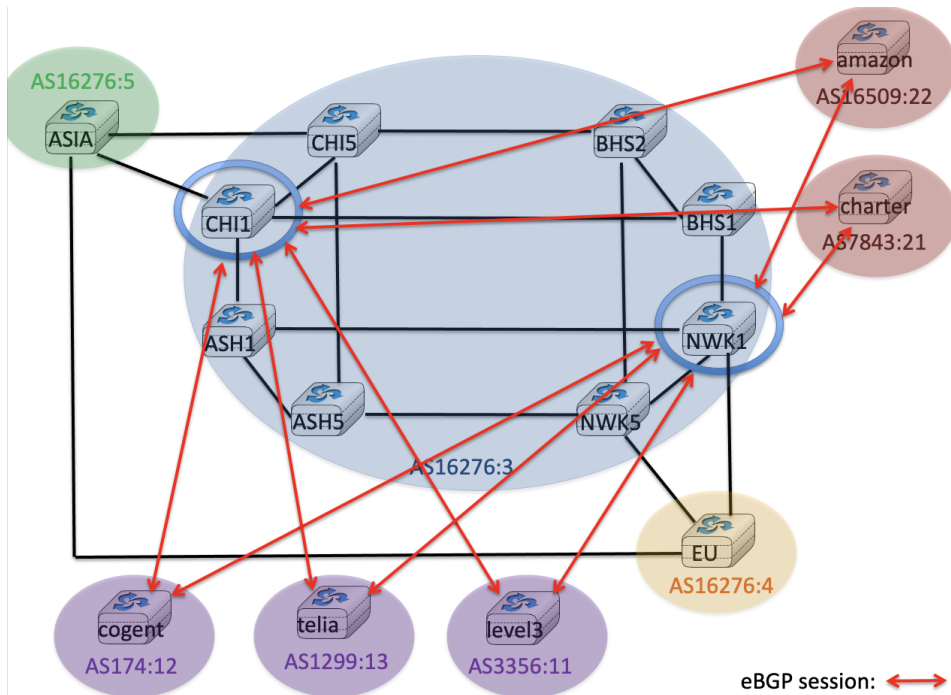 AS16276:5
ASIA
CHI5
BHS2
amazon
AS16509:22
CHI1
BHS1
charter
AS7843:21
ASH1
NWK1
ASH5
NWK5
AS16276:3
EU
AS16276:4
cogent
AS174:12
telia
AS1299:13
level3
AS3356:11
eBGP session: